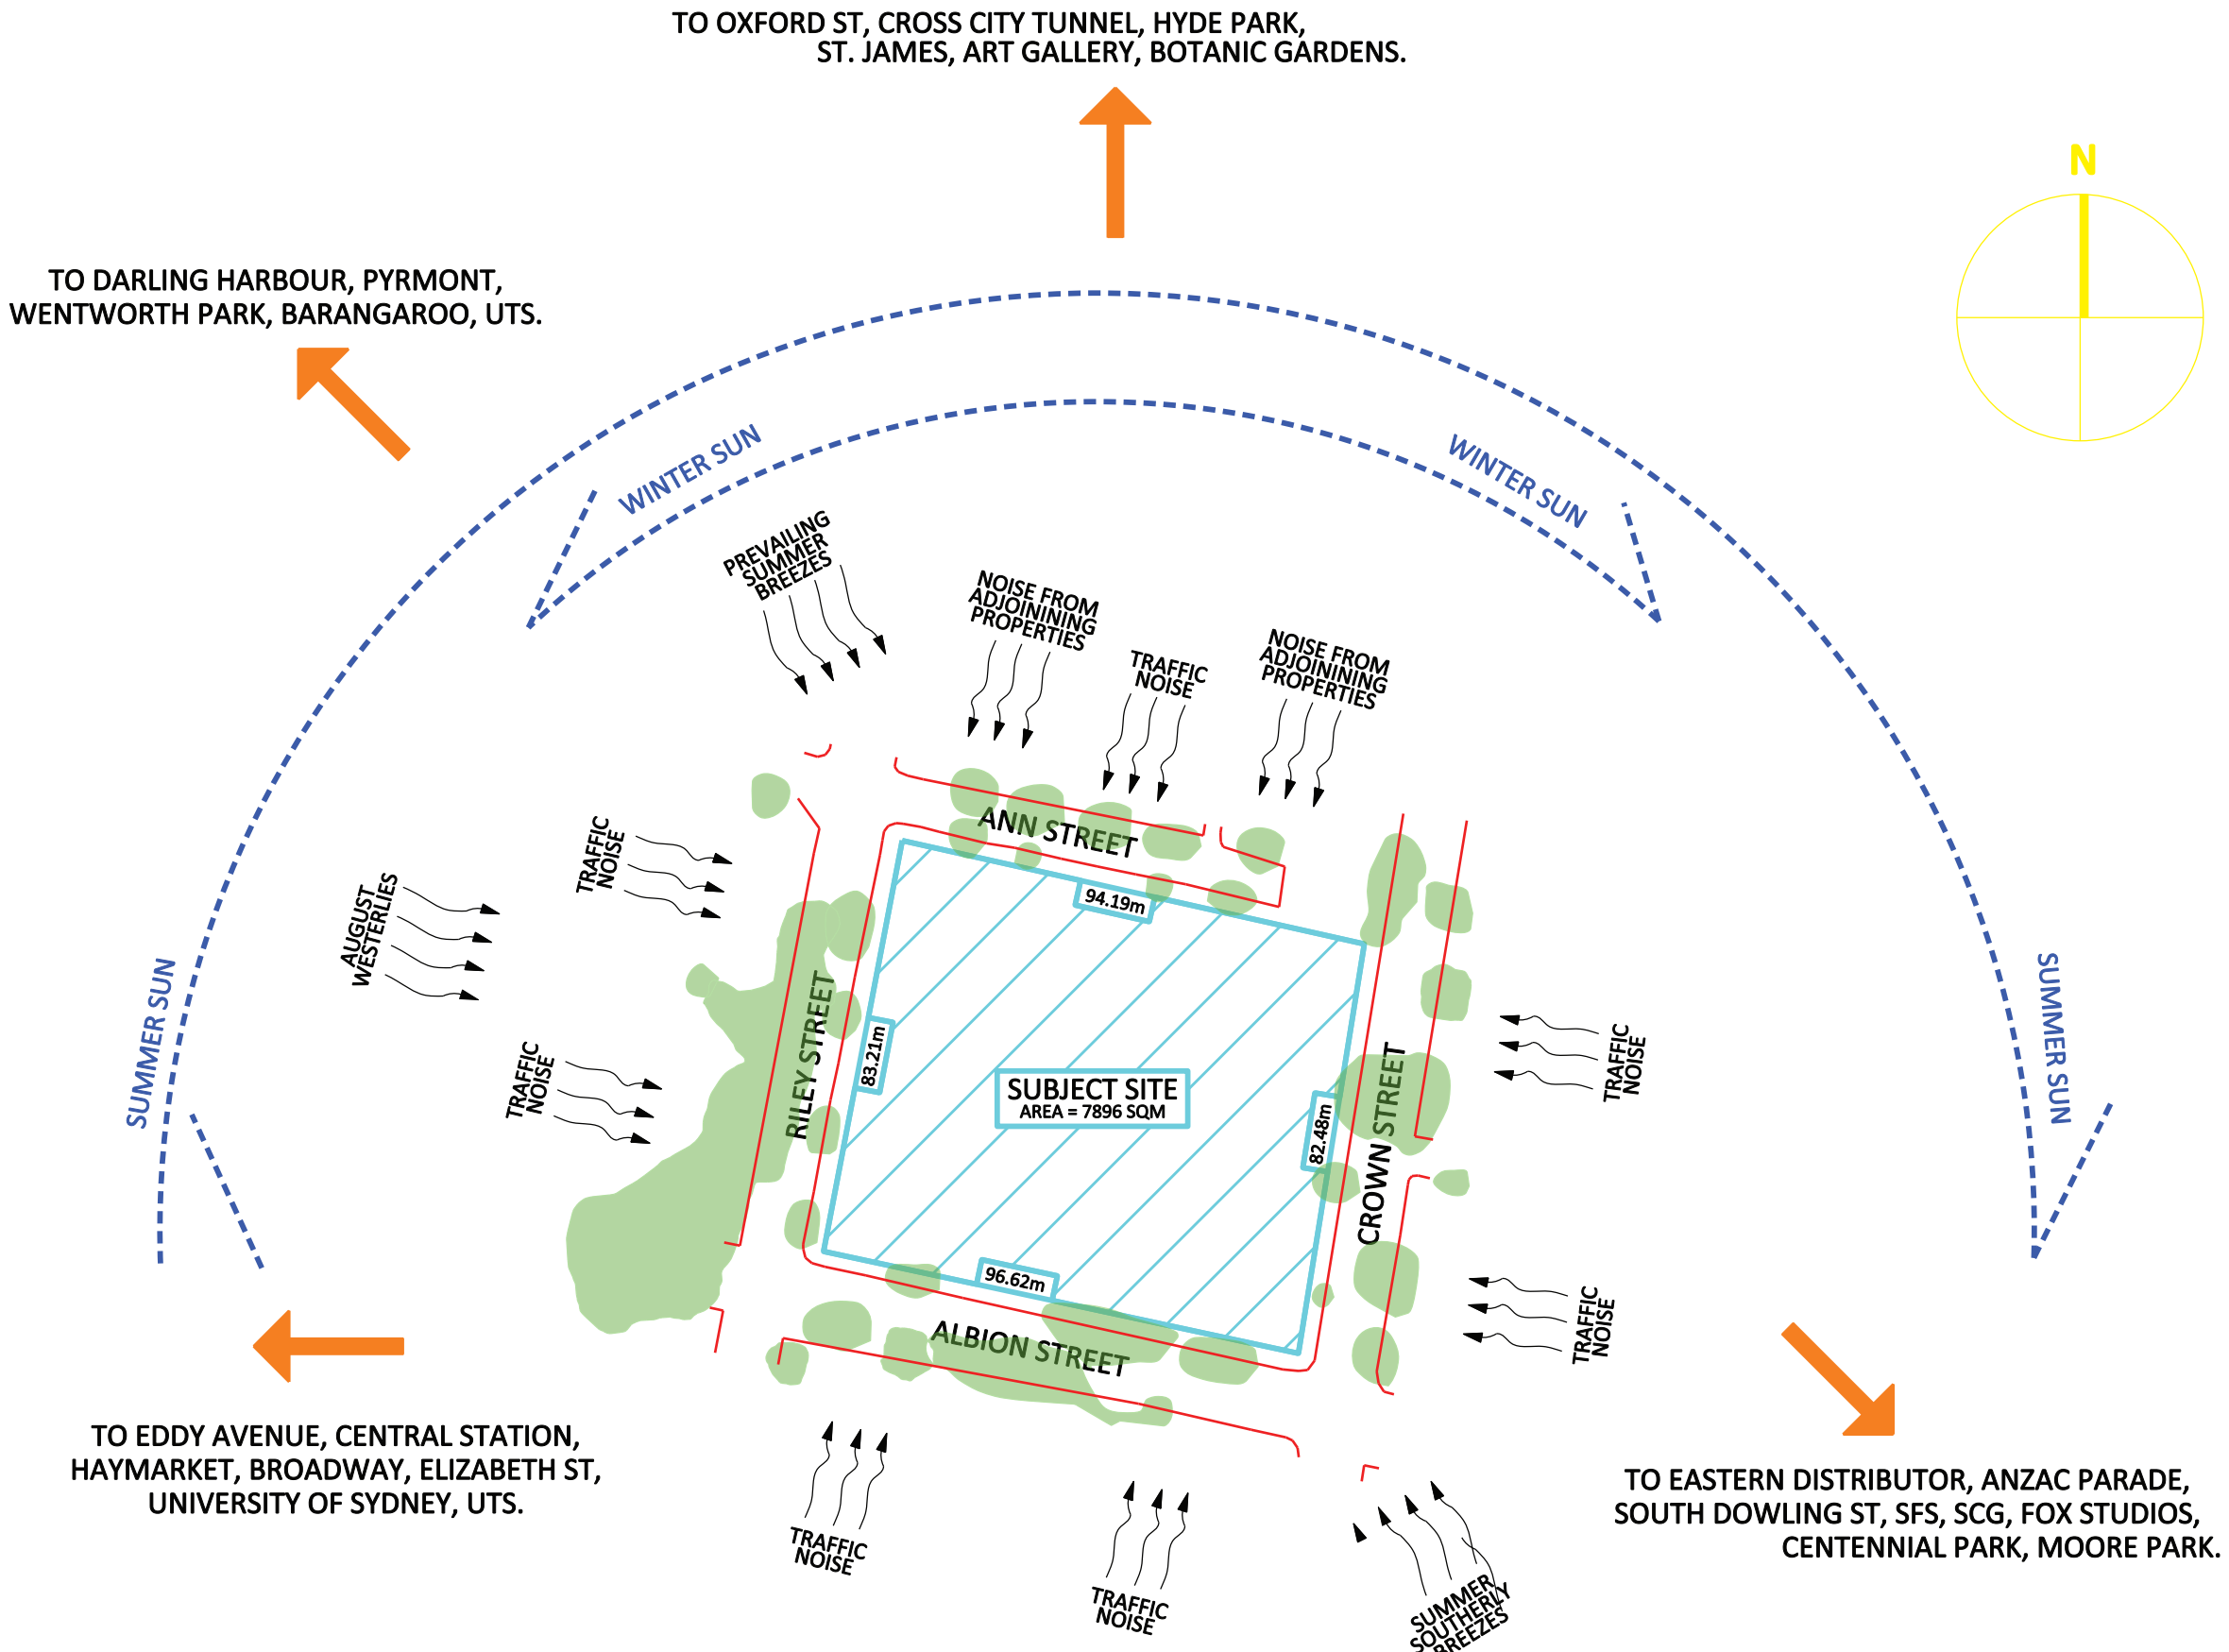 TO OXFORD ST, CROSS CITY TUNNEL, HYDE PARK,
ST. JAMES, ART GALLERY, BOTANIC GARDENS.
N
TO DARLING HARBOUR, PYRMONT,
WENTWORTH PARK, BARANGAROO, UTS.
WINTER SUN
WINTER SUN
PREVAILING
SUMMER
BREEZES
NOISE FROM
ADJOINING
PROPERTIES
TRAFFIC
NOISE
NOISE FROM
ADJOINING
PROPERTIES
TRAFFIC
NOISE
ANN STREET
94.19m
AUGUST
WESTERLIES
SUMMER SUN
SUMMER SUN
RILEY STREET
83.21m
TRAFFIC
NOISE
SUBJECT SITE
AREA = 7896 SQM
82.48m
CROWN STREET
TRAFFIC
NOISE
96.62m
ALBION STREET
TRAFFIC
NOISE
TO EDDY AVENUE, CENTRAL STATION,
HAYMARKET, BROADWAY, ELIZABETH ST,
UNIVERSITY OF SYDNEY, UTS.
TO EASTERN DISTRIBUTOR, ANZAC PARADE,
SOUTH DOWLING ST, SFS, SCG, FOX STUDIOS,
CENTENNIAL PARK, MOORE PARK.
TRAFFIC
NOISE
TRAFFIC
NOISE
SUMMER
SOUTHERLY
BREEZES